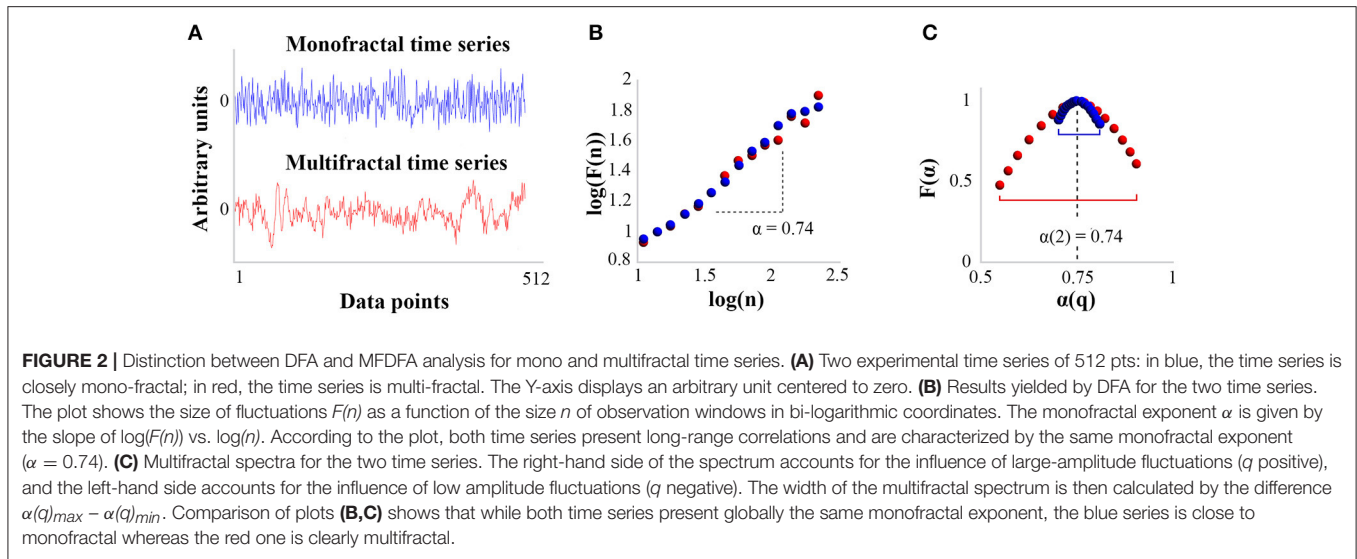 A
Monofractal time series
Arbitrary units
0
Multifractal time series
0
1
512
Data points
B
2
1.8
1.6
1.4
1.2
1
0.8
log(F(n))
α = 0.74
1
1.5
2
2.5
log(n)
C
1
0.5
0
F(α)
α(2) = 0.74
0.5
0.75
1
α(q)
FIGURE 2 | Distinction between DFA and MFDFA analysis for mono and multifractal time series. (A) Two experimental time series of 512 pts: in blue, the time series is
closely mono-fractal; in red, the time series is multi-fractal. The Y-axis displays an arbitrary unit centered to zero. (B) Results yielded by DFA for the two time series.
The plot shows the size of fluctuations F(n) as a function of the size n of observation windows in bi-logarithmic coordinates. The monofractal exponent α is given by
the slope of log(F(n)) vs. log(n). According to the plot, both time series present long-range correlations and are characterized by the same monofractal exponent
(α = 0.74). (C) Multifractal spectra for the two time series. The right-hand side of the spectrum accounts for the influence of large-amplitude fluctuations (q positive),
and the left-hand side accounts for the influence of low amplitude fluctuations (q negative). The width of the multifractal spectrum is then calculated by the difference
α(q)max – α(q)min. Comparison of plots (B,C) shows that while both time series present globally the same monofractal exponent, the blue series is close to
monofractal whereas the red one is clearly multifractal.